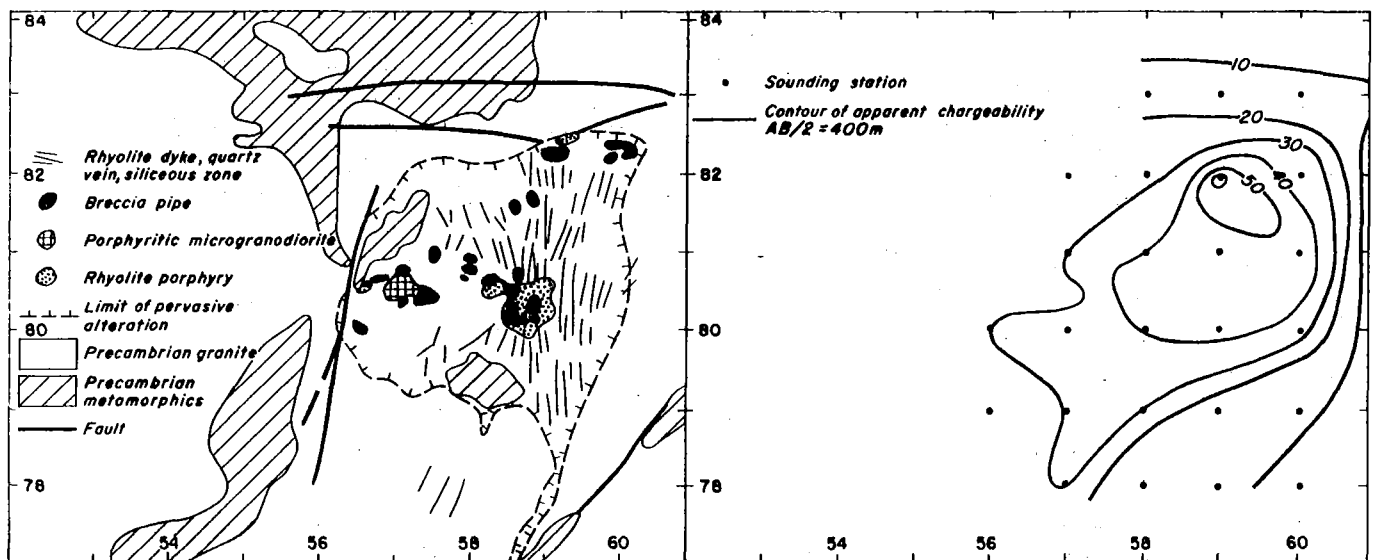 84
82
80
78
54
56
58
60
Rhyolite dyke, quartz
vein, siliceous zone
Breccia pipe
Porphyritic microgranodiorite
Rhyolite porphyry
Limit of pervasive
alteration
Precambrian granite
Precambrian
metamorphics
Fault
84
82
80
78
54
56
58
60
Sounding station
Contour of apparent chargeability
AB/2 = 400m
10
20
30
40
50